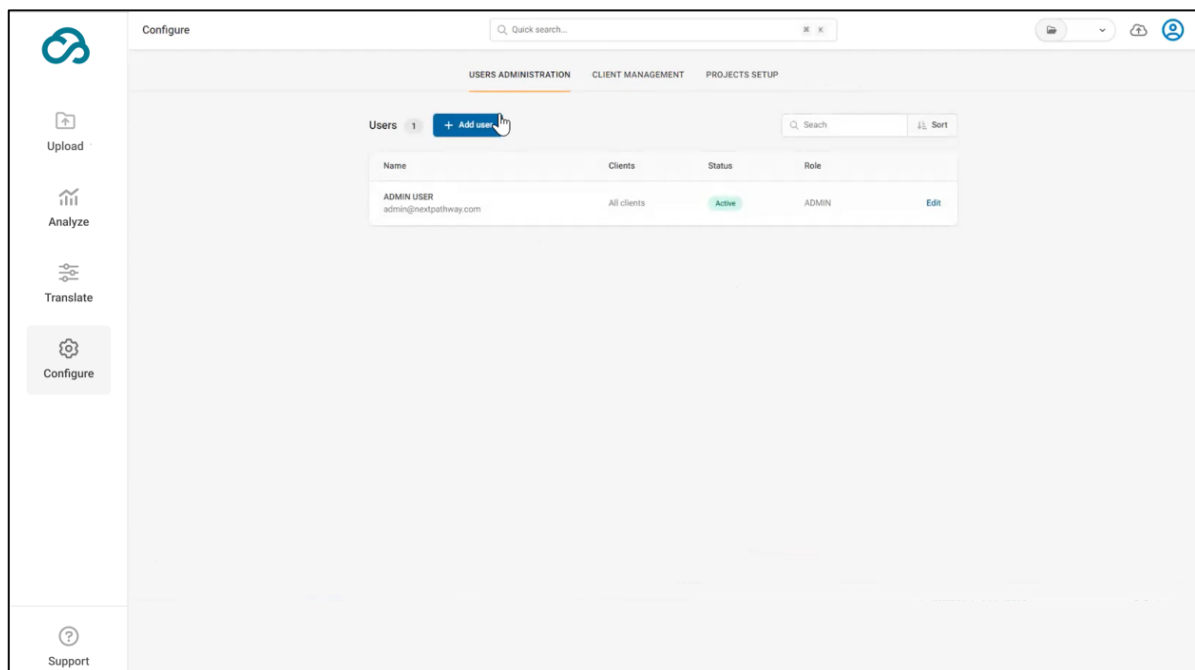 Configure
Quick search...
⌘ K
Upload
Analyze
Translate
Configure
Support
USERS ADMINISTRATION CLIENT MANAGEMENT PROJECTS SETUP
Users 1 + Add user
Seach
Sort
Name Clients Status Role
ADMIN USER
admin@nextpathway.com
All clients Active ADMIN Edit